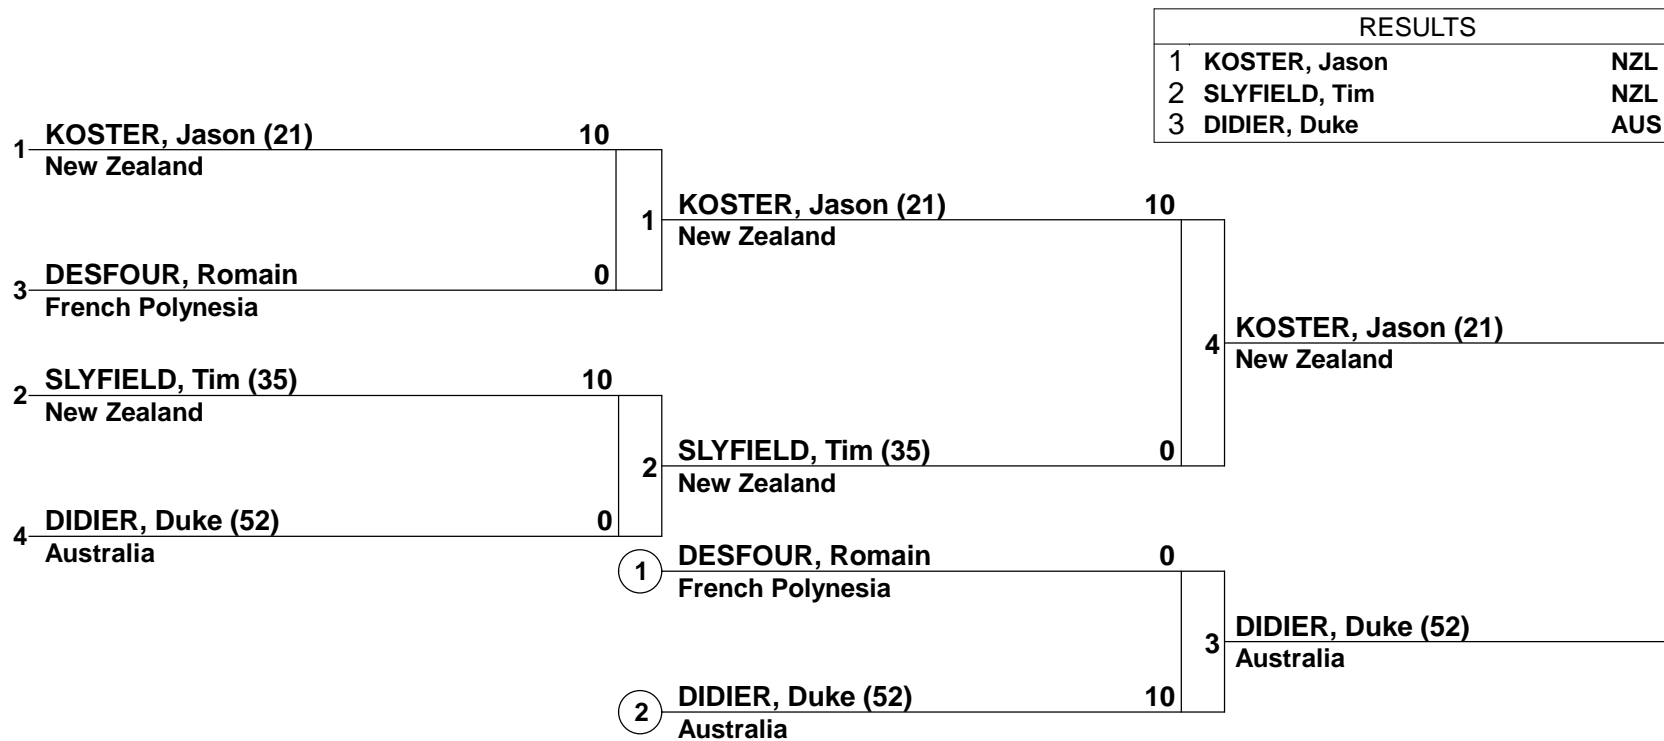 RESULTS
1 KOSTER, Jason NZL
2 SLYFIELD, Tim NZL
3 DIDIER, Duke AUS
1 KOSTER, Jason (21) 10
New Zealand
3 DESFOUR, Romain 0
French Polynesia
2 SLYFIELD, Tim (35) 10
New Zealand
4 DIDIER, Duke (52) 0
Australia
1 KOSTER, Jason (21) 10
New Zealand
2 SLYFIELD, Tim (35) 0
New Zealand
1 DESFOUR, Romain 0
French Polynesia
2 DIDIER, Duke (52) 10
Australia
4 KOSTER, Jason (21)
New Zealand
3 DIDIER, Duke (52)
Australia